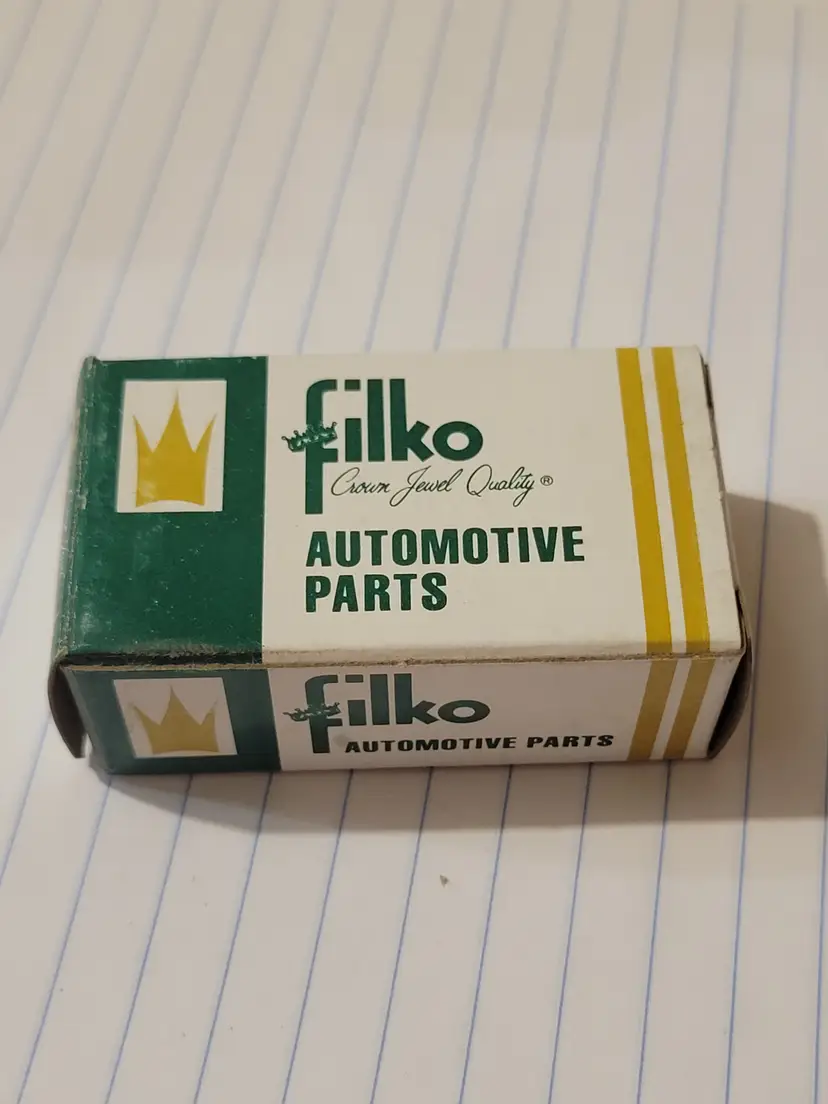 filko
Crown Jewel Quality®
AUTOMOTIVE
PARTS
filko
AUTOMOTIVE PARTS